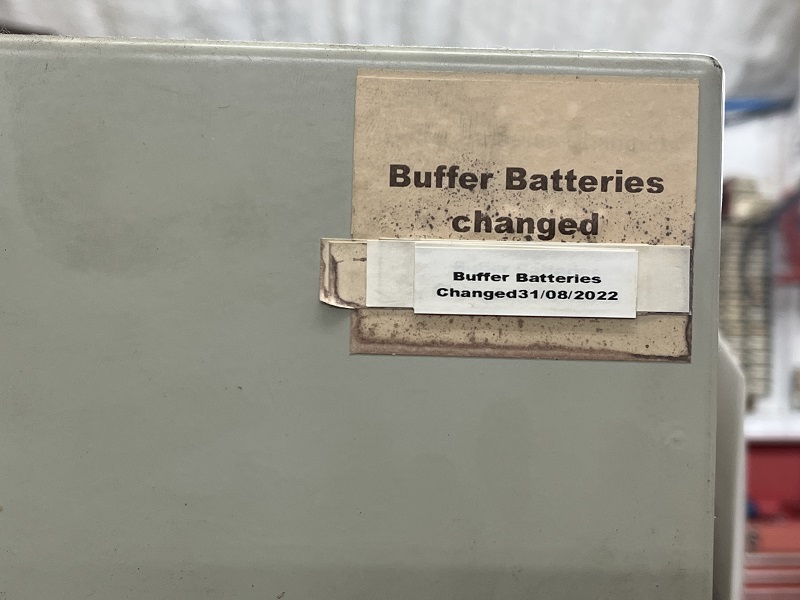 Buffer Batteries
changed
Buffer Batteries
Changed31/08/2022